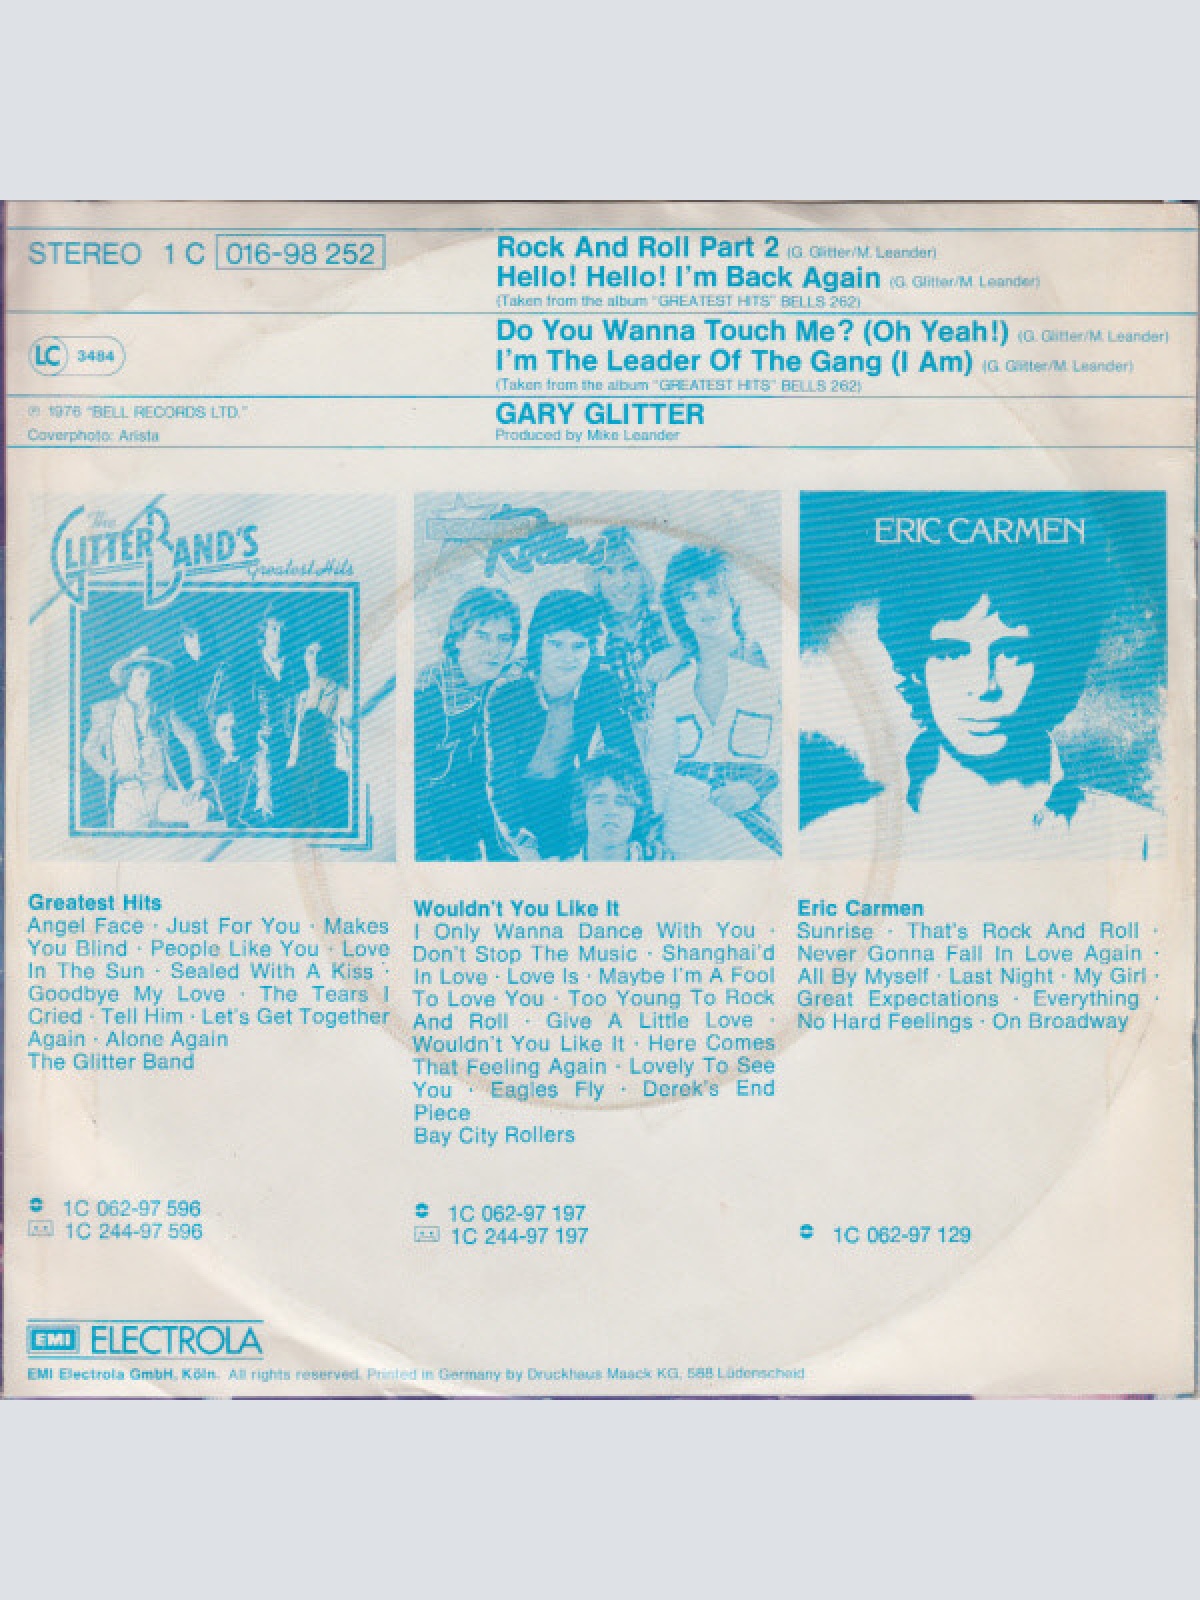 STEREO 1 C 016-98 252
Rock And Roll Part 2 (G. Glitter/M. Leander)
Hello! Hello! I'm Back Again (G. Glitter/M. Leander)
(Taken from the album "GREATEST HITS" BELLS 262)
LC 3484
Do You Wanna Touch Me? (Oh Yeah!) (G. Glitter/M. Leander)
I'm The Leader Of The Gang (I Am) (G. Glitter/M. Leander)
(Taken from the album "GREATEST HITS" BELLS 262)
℗ 1976 "BELL RECORDS LTD."
Coverphoto: Arista
GARY GLITTER
Produced by Mike Leander
The
GLITTER BAND'S
Greatest Hits
Rollers
ERIC CARMEN
Greatest Hits
Angel Face · Just For You · Makes
You Blind · People Like You · Love
In The Sun · Sealed With A Kiss ·
Goodbye My Love · The Tears I
Cried · Tell Him · Let's Get Together
Again · Alone Again
The Glitter Band
1C 062-97 596
1C 244-97 596
Wouldn't You Like It
I Only Wanna Dance With You ·
Don't Stop The Music · Shanghai'd
In Love · Love Is · Maybe I'm A Fool
To Love You · Too Young To Rock
And Roll · Give A Little Love ·
Wouldn't You Like It · Here Comes
That Feeling Again · Lovely To See
You · Eagles Fly · Derek's End
Piece
Bay City Rollers
1C 062-97 197
1C 244-97 197
Eric Carmen
Sunrise · That's Rock And Roll ·
Never Gonna Fall In Love Again ·
All By Myself · Last Night · My Girl ·
Great Expectations · Everything ·
No Hard Feelings · On Broadway
1C 062-97 129
EMI ELECTROLA
EMI Electrola GmbH, Köln. All rights reserved. Printed in Germany by Druckhaus Maack KG, 588 Lüdenscheid